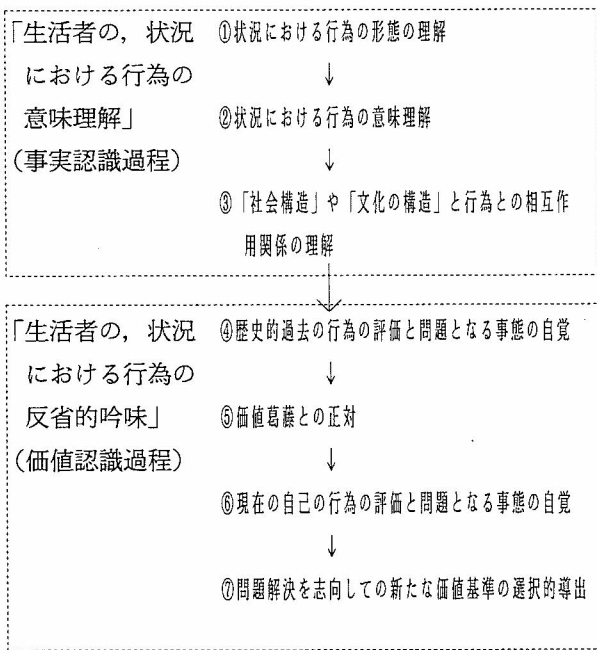 「生活者の，状況
における行為の
意味理解」
（事実認識過程）
①状況における行為の形態の理解
↓
②状況における行為の意味理解
↓
③「社会構造」や「文化の構造」と行為との相互作
用関係の理解
↓
「生活者の，状況
における行為の
反省的吟味」
（価値認識過程）
④歴史的過去の行為の評価と問題となる事態の自覚
↓
⑤価値葛藤との正対
↓
⑥現在の自己の行為の評価と問題となる事態の自覚
↓
⑦問題解決を志向しての新たな価値基準の選択的導出